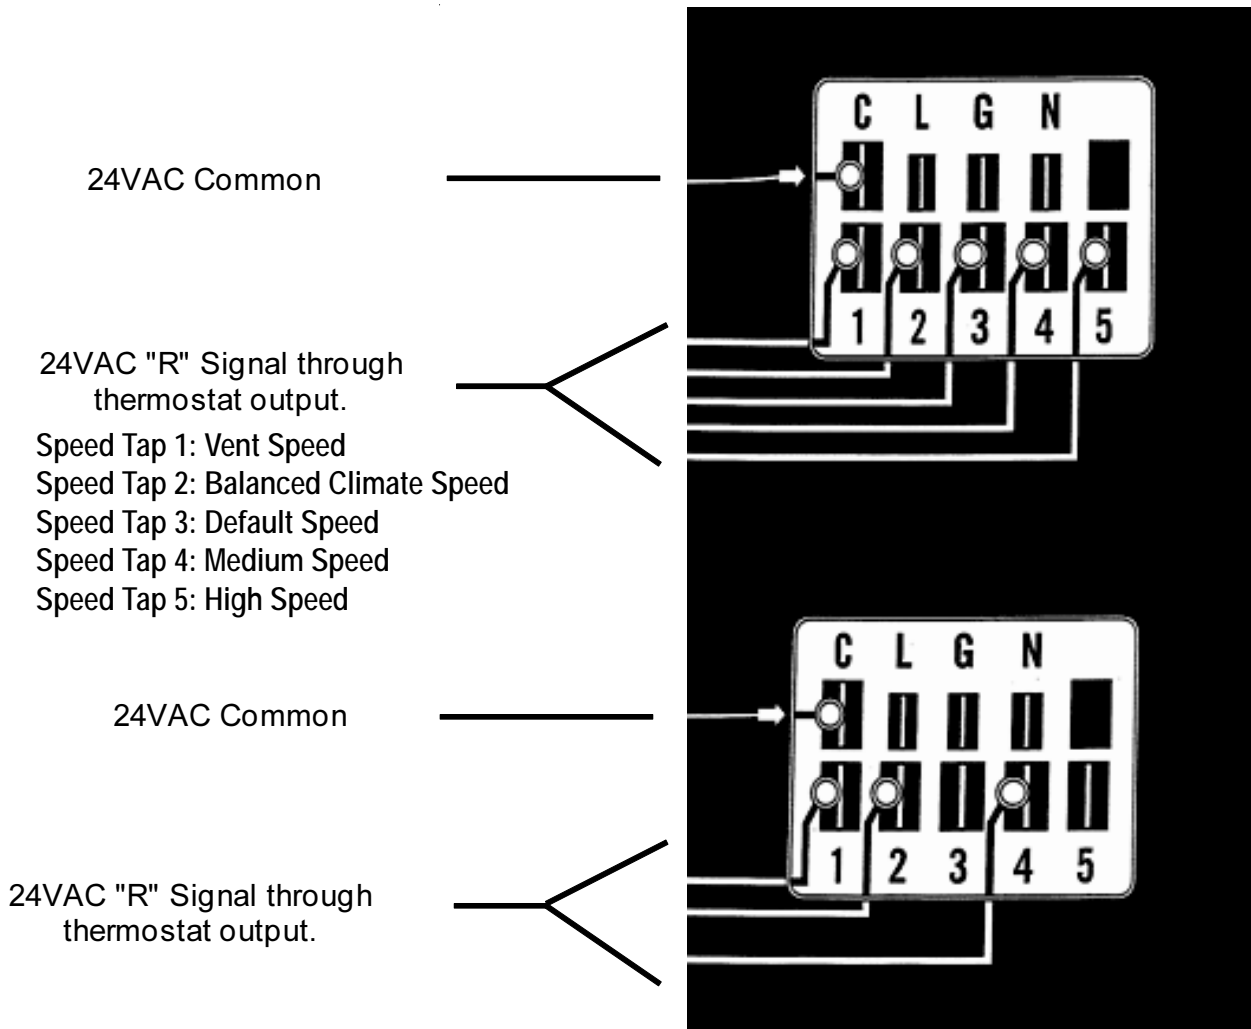 C L G N
24VAC Common
1 2 3 4 5
24VAC "R" Signal through
thermostat output.
Speed Tap 1: Vent Speed
Speed Tap 2: Balanced Climate Speed
Speed Tap 3: Default Speed
Speed Tap 4: Medium Speed
Speed Tap 5: High Speed
C L G N
24VAC Common
1 2 3 4 5
24VAC "R" Signal through
thermostat output.